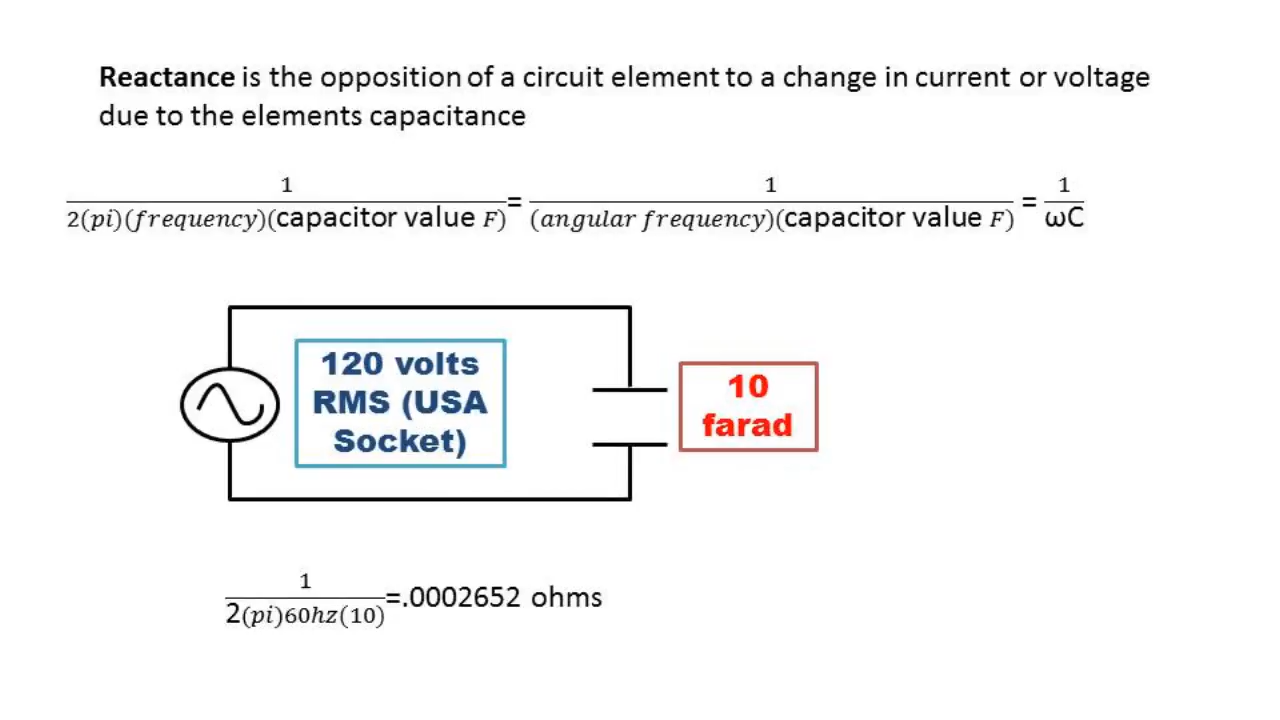 Reactance is the opposition of a circuit element to a change in current or voltage
due to the elements capacitance
1/2(pi)(frequency)(capacitor value F) = 1/(angular frequency)(capacitor value F) = 1/ωC
120 volts
RMS (USA
Socket)
10
farad
1/2(pi)60hz(10)=.0002652 ohms